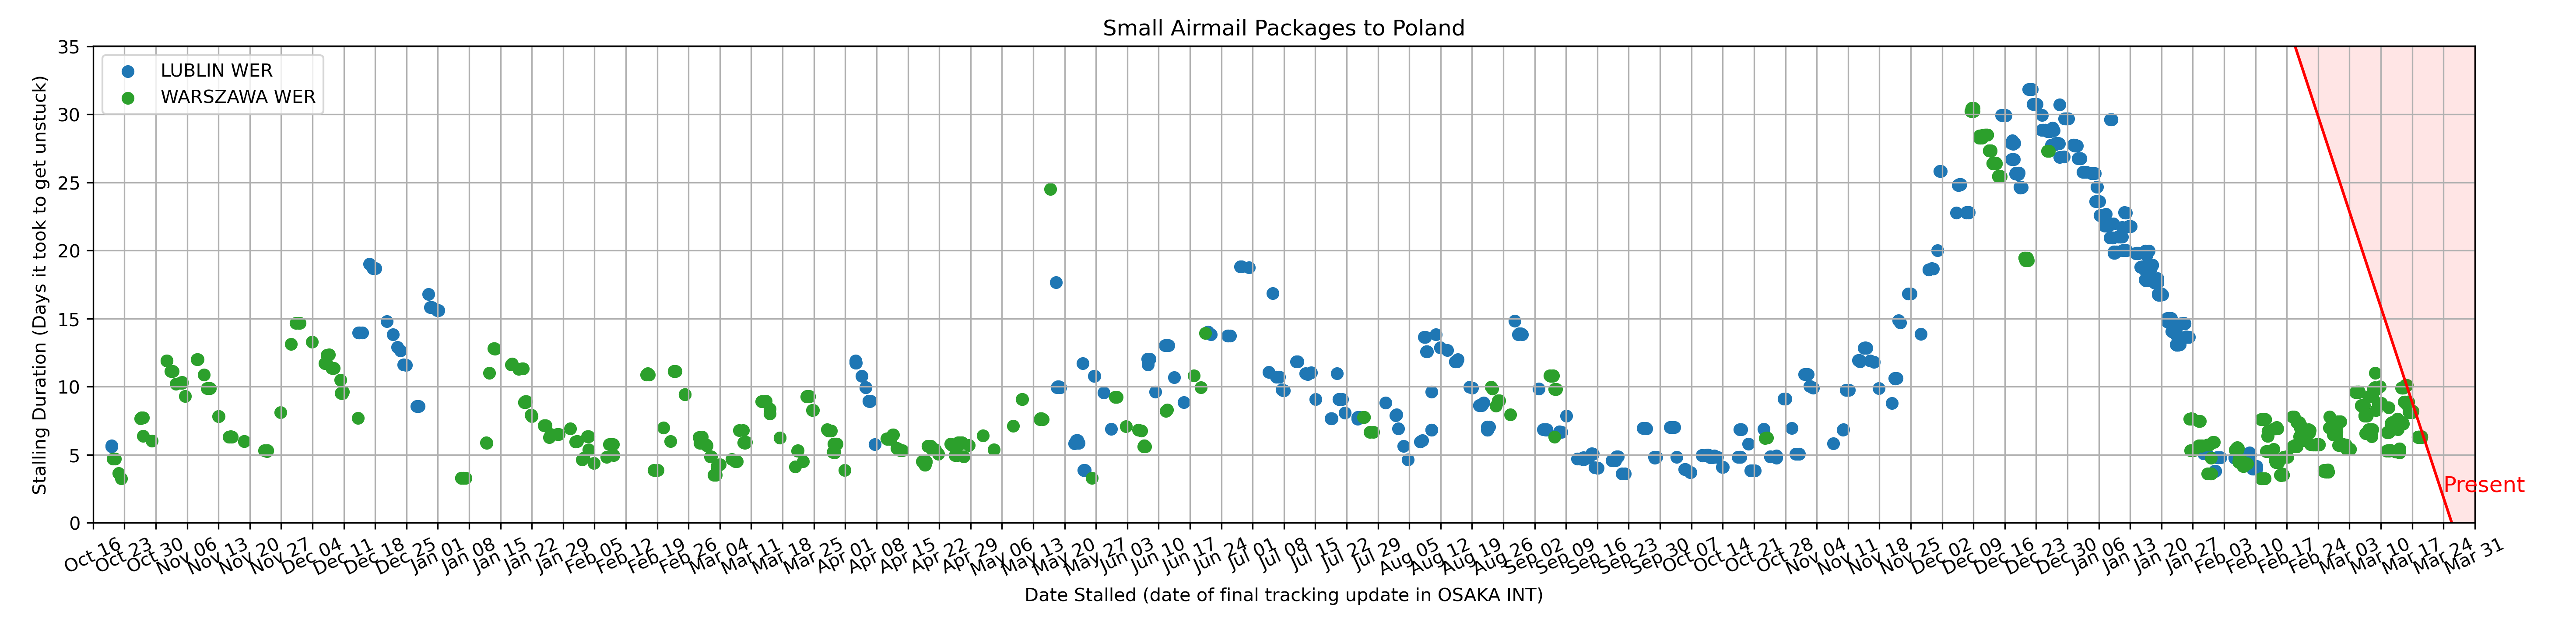 Small Airmail Packages to Poland
LUBLIN WER
WARSZAWA WER
Stalling Duration (Days it took to get unstuck)
35
30
25
20
15
10
5
0
Present
Oct 16
Oct 23
Oct 30
Nov 06
Nov 13
Nov 20
Nov 27
Dec 04
Dec 11
Dec 18
Dec 25
Jan 01
Jan 08
Jan 15
Jan 22
Jan 29
Feb 05
Feb 12
Feb 19
Feb 26
Mar 04
Mar 11
Mar 18
Mar 25
Apr 01
Apr 08
Apr 15
Apr 22
Apr 29
May 06
May 13
May 20
May 27
Jun 03
Jun 10
Jun 17
Jun 24
Jul 01
Jul 08
Jul 15
Jul 22
Jul 29
Aug 05
Aug 12
Aug 19
Aug 26
Sep 02
Sep 09
Sep 16
Sep 23
Sep 30
Oct 07
Oct 14
Oct 21
Oct 28
Nov 04
Nov 11
Nov 18
Nov 25
Dec 02
Dec 09
Dec 16
Dec 23
Dec 30
Jan 06
Jan 13
Jan 20
Jan 27
Feb 03
Feb 10
Feb 17
Feb 24
Mar 03
Mar 10
Mar 17
Mar 24
Mar 31
Date Stalled (date of final tracking update in OSAKA INT)